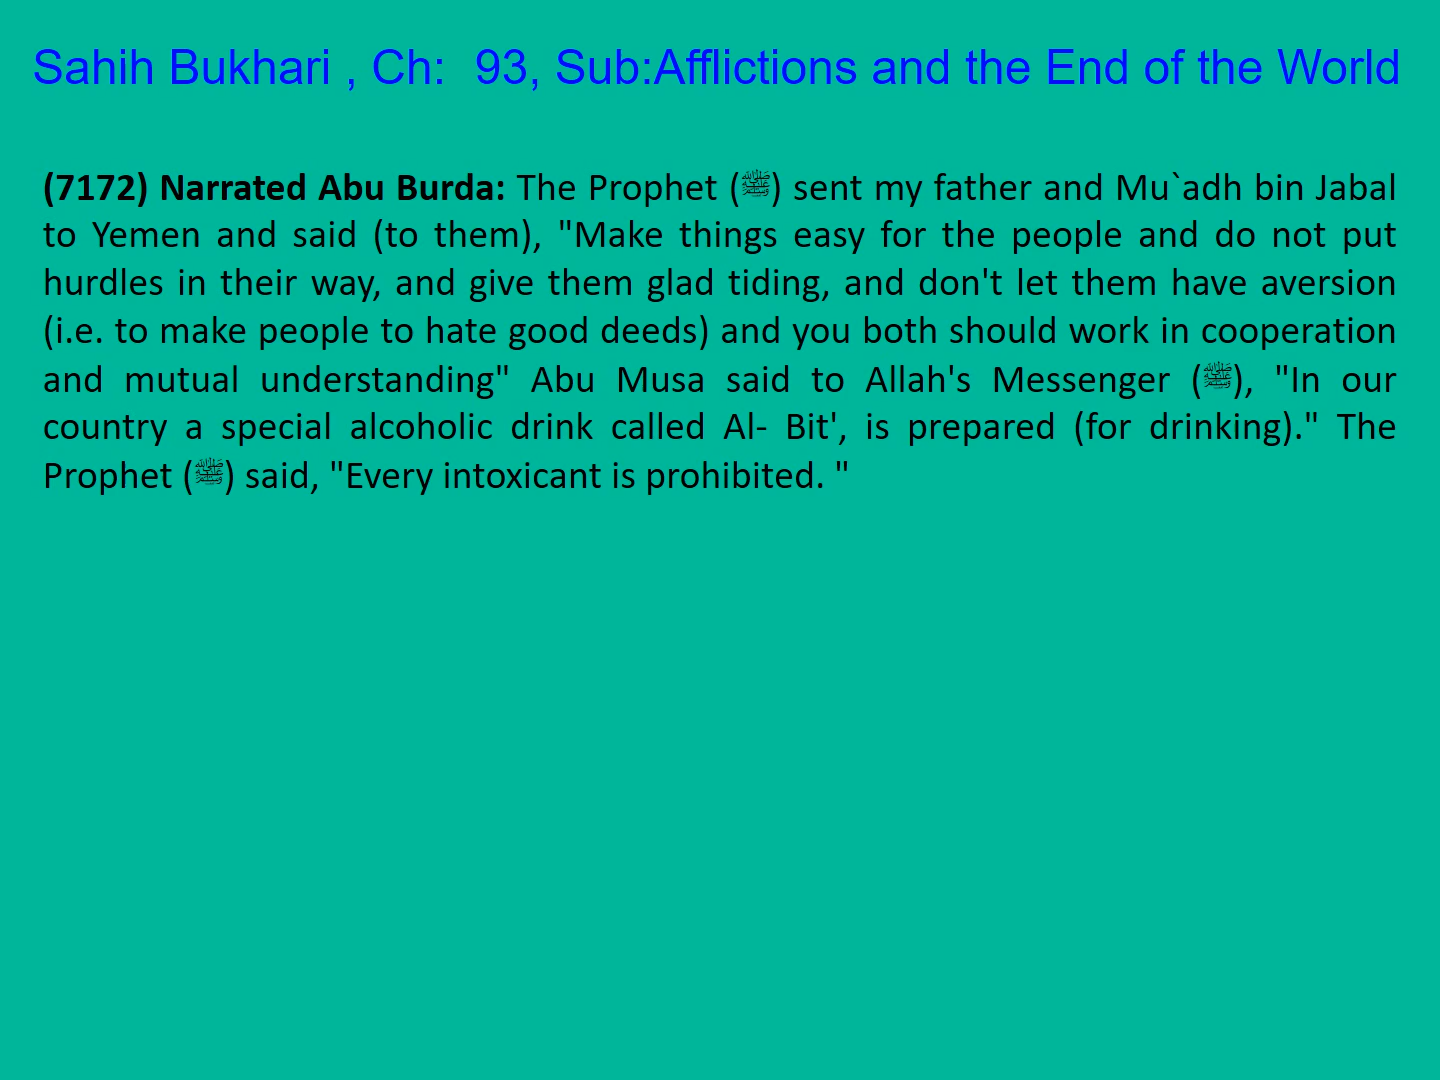 Sahih Bukhari , Ch:  93, Sub:Afflictions and the End of the World
(7172) Narrated Abu Burda: The Prophet (ﷺ) sent my father and Mu`adh bin Jabal
to Yemen and said (to them), "Make things easy for the people and do not put
hurdles in their way, and give them glad tiding, and don't let them have aversion
(i.e. to make people to hate good deeds) and you both should work in cooperation
and mutual understanding" Abu Musa said to Allah's Messenger (ﷺ), "In our
country a special alcoholic drink called Al- Bit', is prepared (for drinking)." The
Prophet (ﷺ) said, "Every intoxicant is prohibited. "